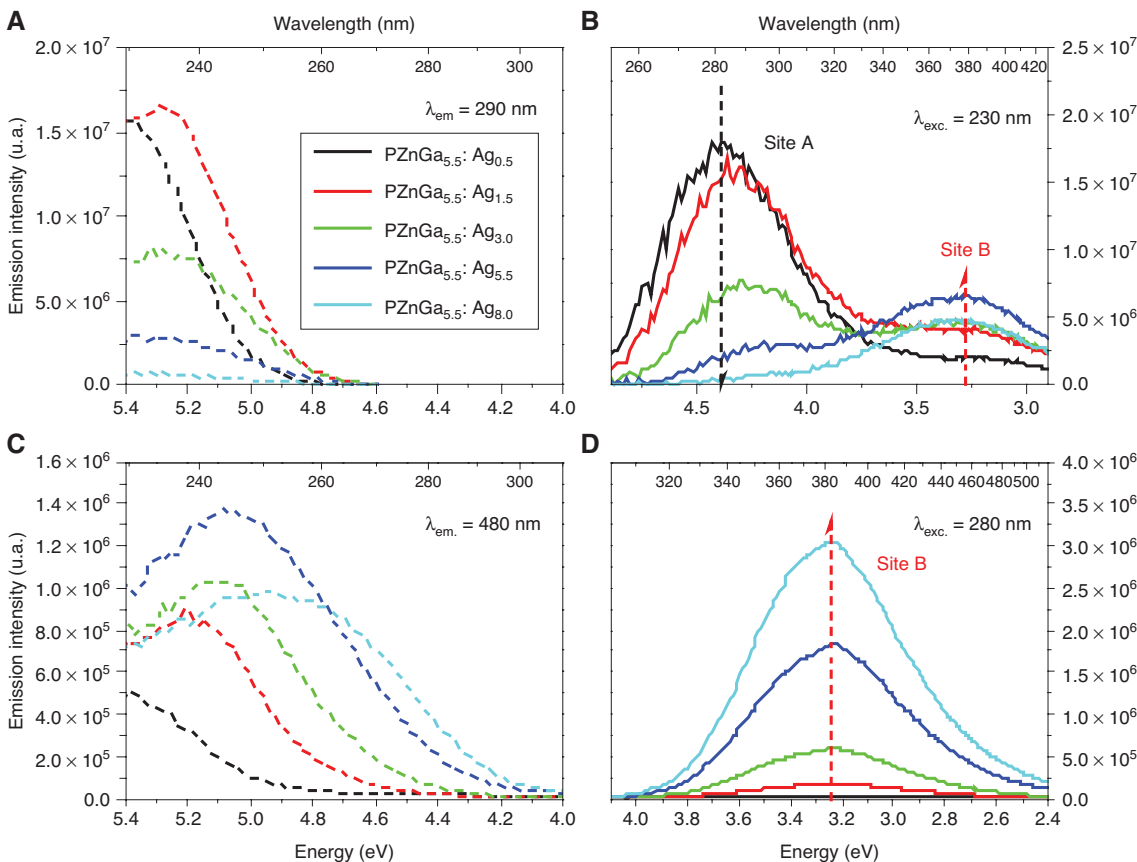 A
Wavelength (nm)
240 260 280 300
2.0 × 10⁷
1.5 × 10⁷
1.0 × 10⁷
5.0 × 10⁶
0.0
Emission intensity (u.a.)
λem = 290 nm
PZnGa5.5: Ag0.5
PZnGa5.5: Ag1.5
PZnGa5.5: Ag3.0
PZnGa5.5: Ag5.5
PZnGa5.5: Ag8.0
5.4 5.2 5.0 4.8 4.6 4.4 4.2 4.0
B
Wavelength (nm)
260 270 280 290 300 310 320 330 340 360 380 400 420
Site A
λexc. = 230 nm
Site B
2.5 × 10⁷
2.0 × 10⁷
1.5 × 10⁷
1.0 × 10⁷
5.0 × 10⁶
0.0
4.5 4.0 3.5 3.0
C
240 260 280 300
1.6 × 10⁶
1.4 × 10⁶
1.2 × 10⁶
1.0 × 10⁶
8.0 × 10⁵
6.0 × 10⁵
4.0 × 10⁵
2.0 × 10⁵
0.0
Emission intensity (u.a.)
λem. = 480 nm
5.4 5.2 5.0 4.8 4.6 4.4 4.2 4.0
Energy (eV)
D
320 340 360 380 400 420 440 460 480 500
λexc. = 280 nm
Site B
4.0 × 10⁶
3.5 × 10⁶
3.0 × 10⁶
2.5 × 10⁶
2.0 × 10⁶
1.6 × 10⁶
1.0 × 10⁶
5.0 × 10⁵
0.0
4.0 3.8 3.6 3.4 3.2 3.0 2.8 2.6 2.4
Energy (eV)